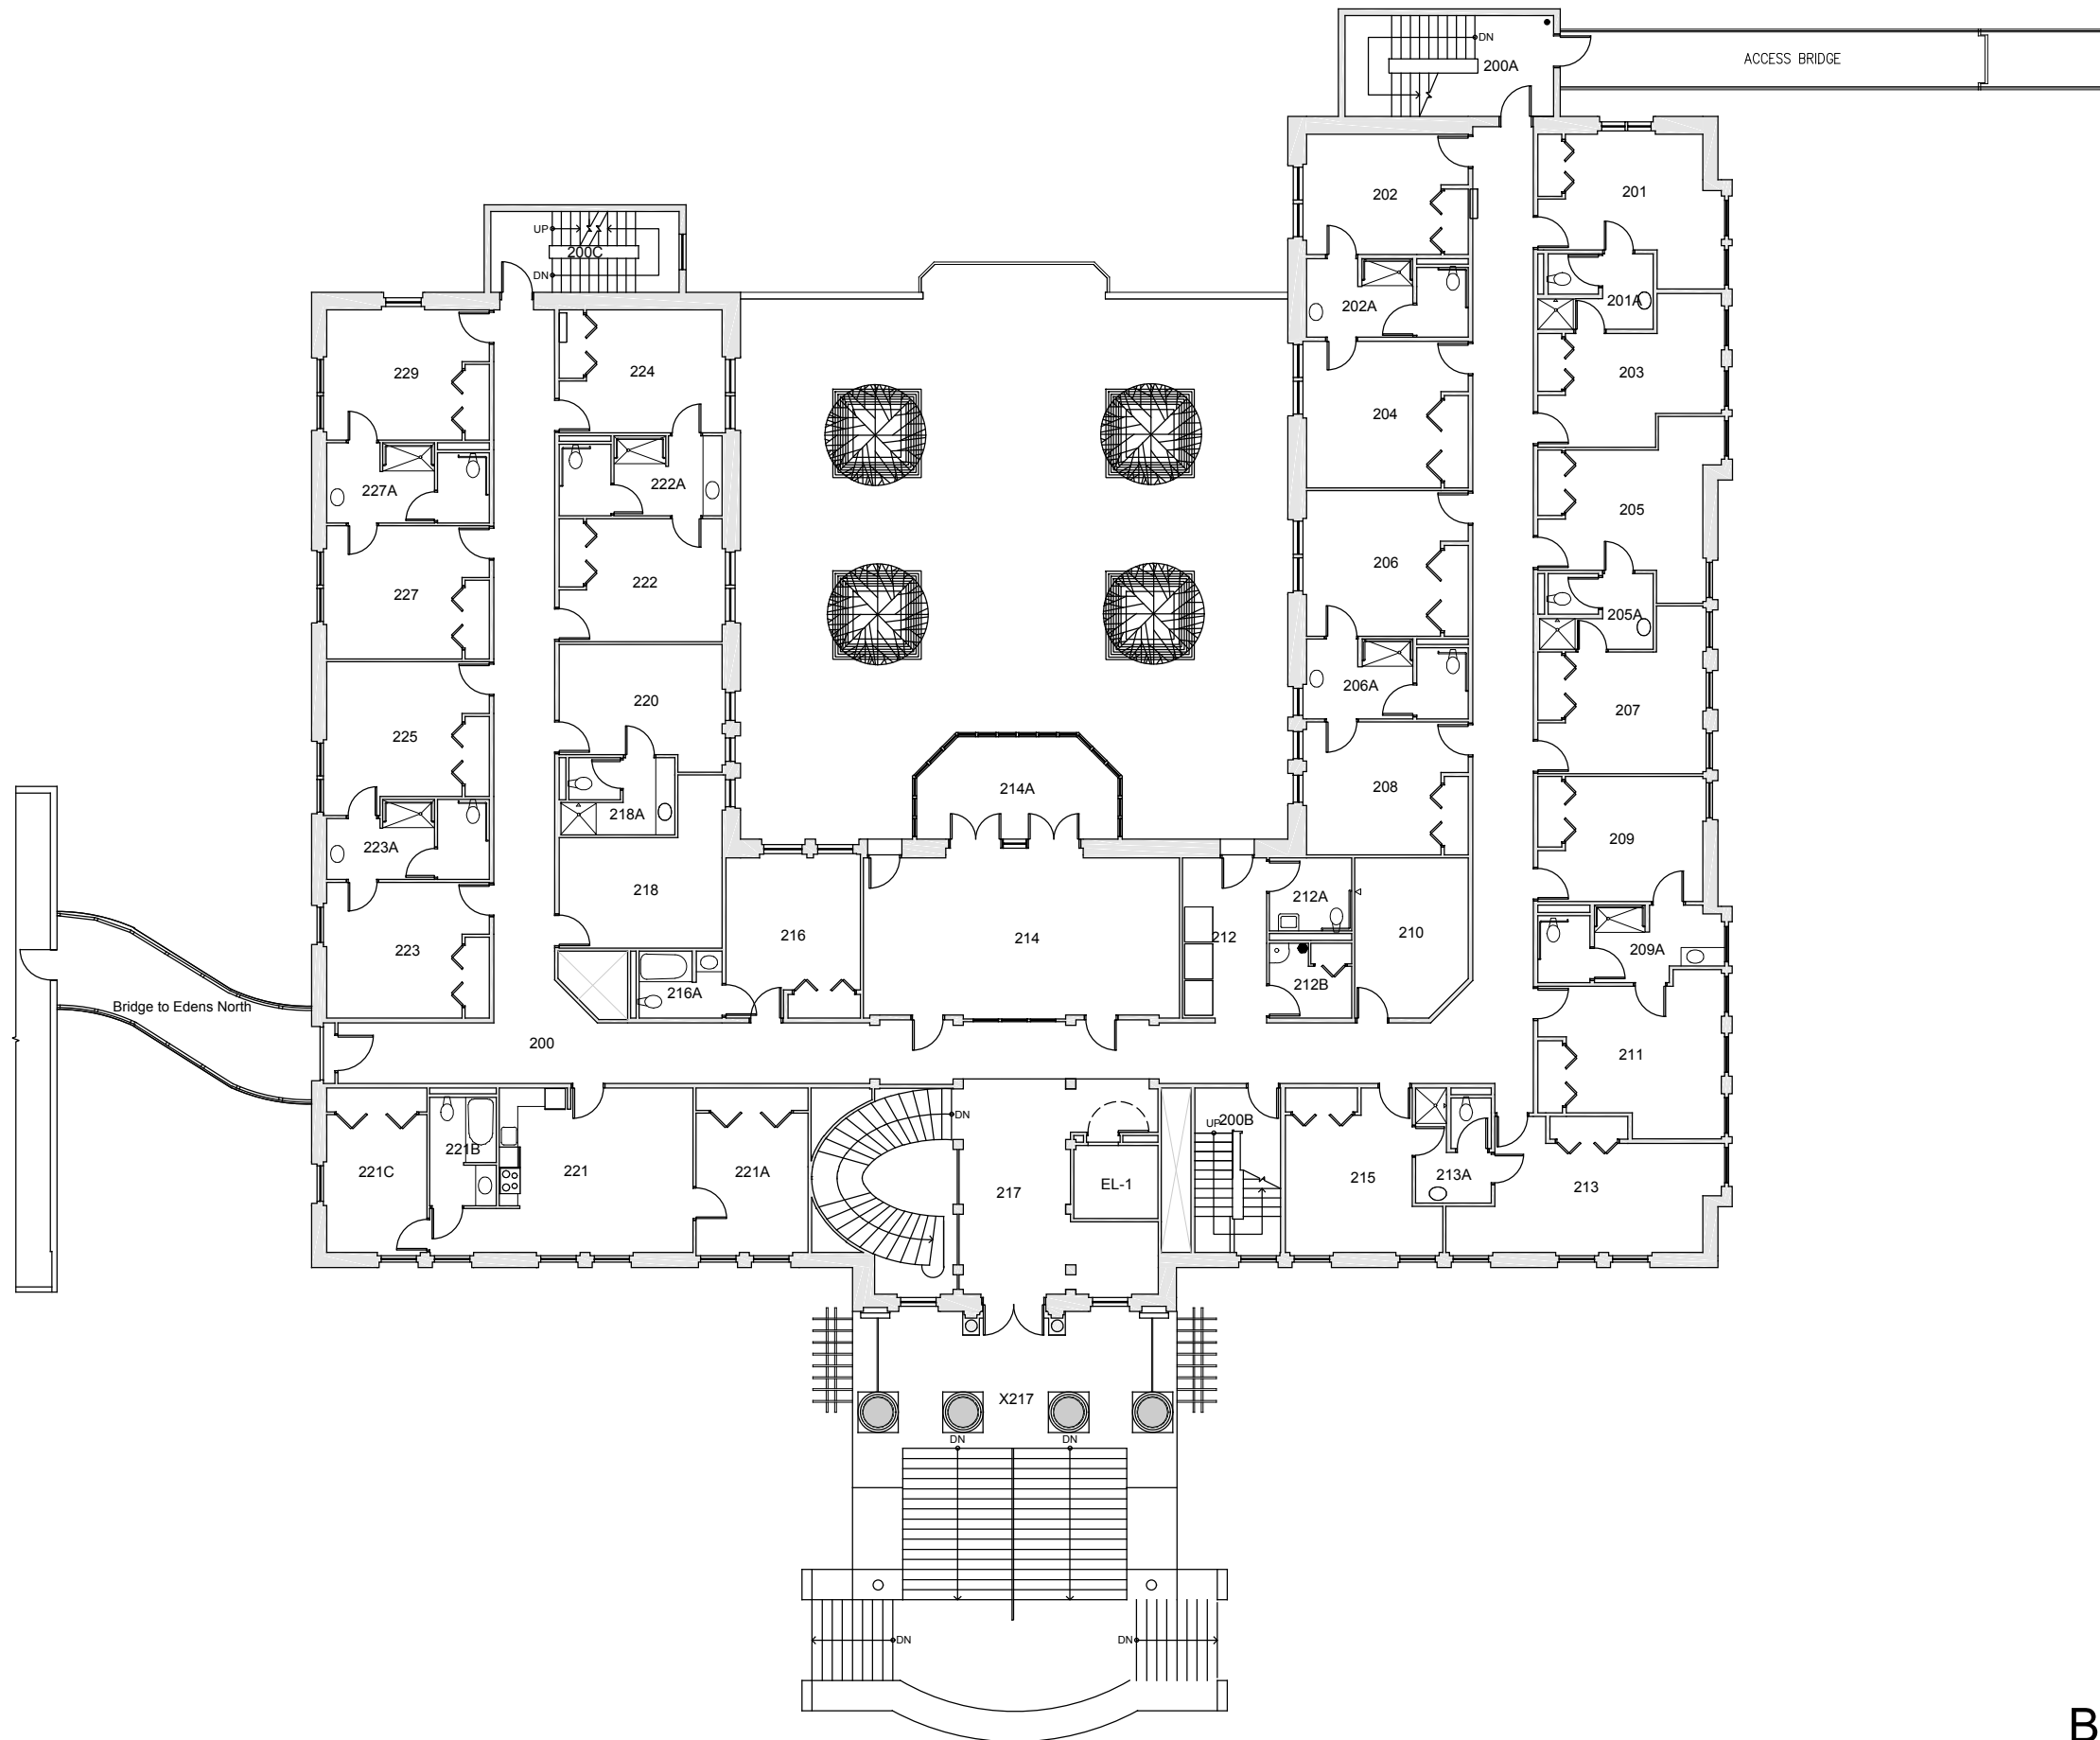 DN
200A
ACCESS BRIDGE
202
201
UP
200C
DN
202A
201A
229
224
203
204
227A
222A
205
206
227
222
205A
206A
220
225
207
208
214A
218A
209
223A
218
212A
216
214
212
210
209A
223
216A
212B
Bridge to Edens North
200
211
DN
UP
200B
221B
221C
221
221A
217
EL-1
215
213A
213
X217
DN
DN
DN
DN
B